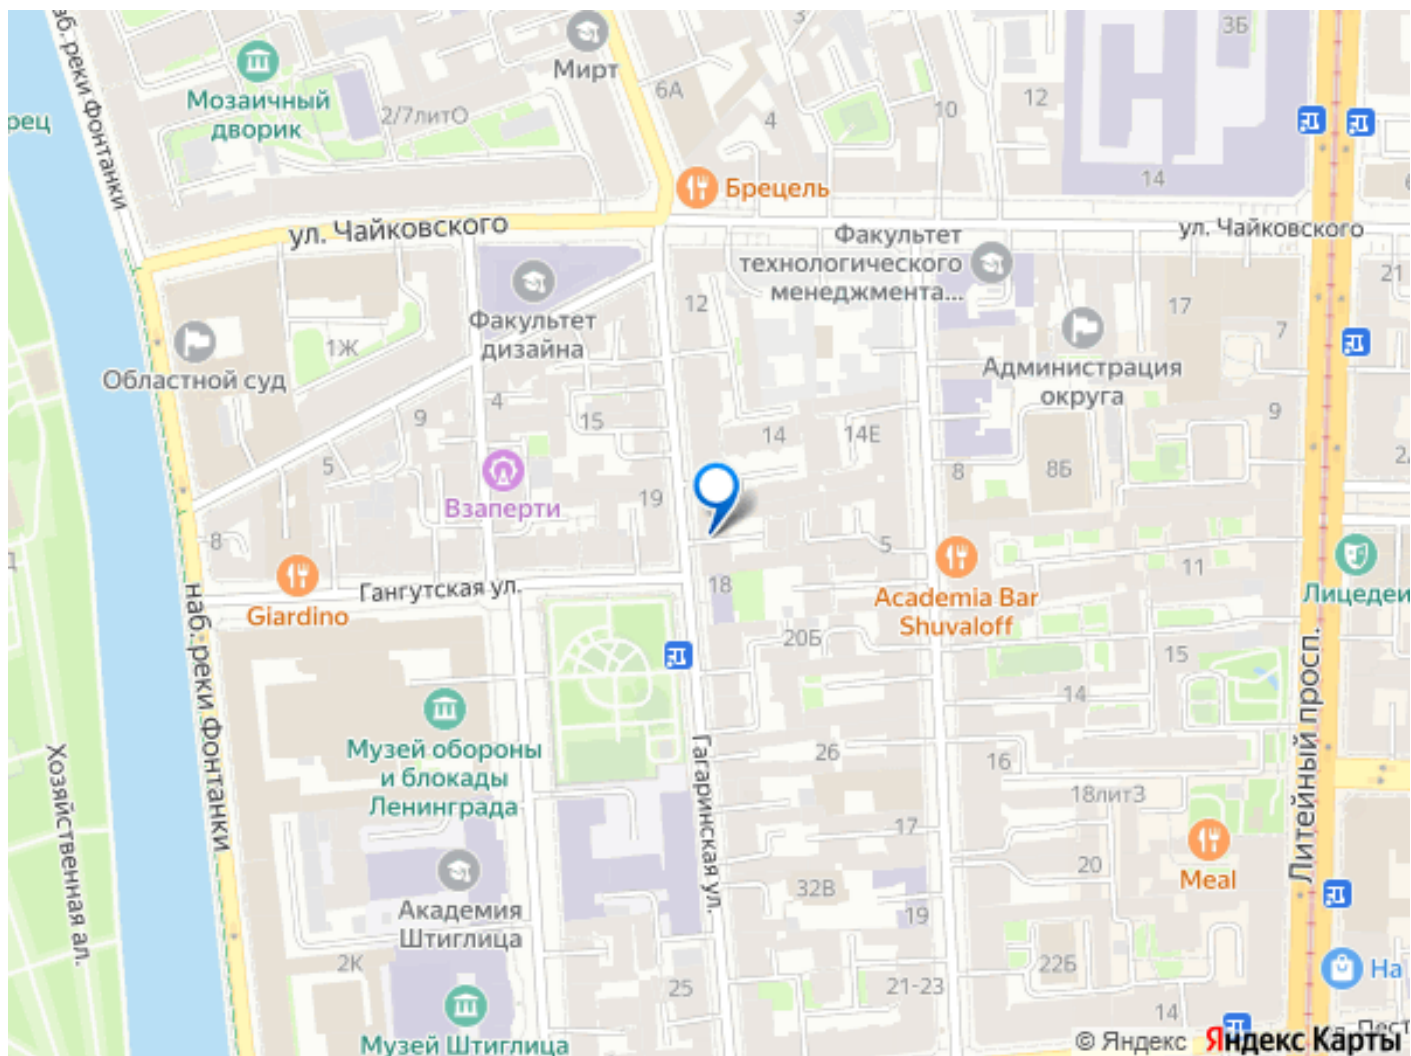 наб. реки Фонтанки
рец
Мозаичный
дворик
2/7литО
Мирт
6А
3
4
10
12
3Б
14
Брецель
ул. Чайковского
ул. Чайковского
Факультет
технологического
менеджмента...
Факультет
дизайна
12
17
21
7
Областной суд
1Ж
Администрация
округа
4
9
15
14
14Е
9
5
8
8Б
Взаперти
19
8
5
11
Гангутская ул.
Giardino
18
Academia Bar
Shuvaloff
Лицедеи
наб. реки Фонтанки
20Б
15
14
Литейный просп.
Музей обороны
и блокады
Ленинграда
Гагаринская ул.
26
16
18литЗ
Хозяйственная ал.
17
20
Meal
Академия
Штиглица
32В
19
2К
22Б
На
25
21-23
14
Музей Штиглица
© Яндекс Яндекс Карты